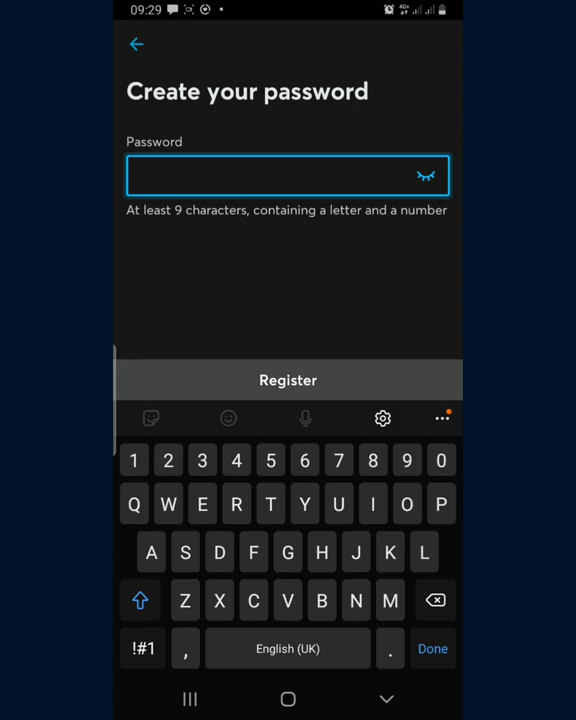 09:29 4G+
Create your password
Password
At least 9 characters, containing a letter and a number
Register
1 2 3 4 5 6 7 8 9 0
Q W E R T Y U I O P
A S D F G H J K L
Z X C V B N M
!#1 , English (UK) . Done